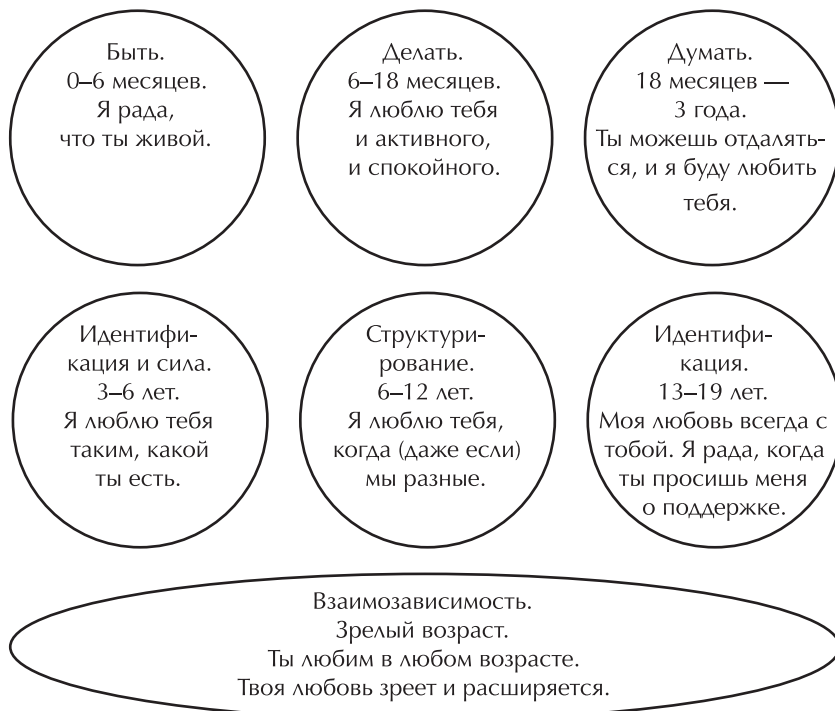 Быть.
0–6 месяцев.
Я рада,
что ты живой.
Делать.
6–18 месяцев.
Я люблю тебя
и активного,
и спокойного.
Думать.
18 месяцев —
3 года.
Ты можешь отдалять-
ся, и я буду любить
тебя.
Идентифи-
кация и сила.
3–6 лет.
Я люблю тебя
таким, какой
ты есть.
Структури-
рование.
6–12 лет.
Я люблю тебя,
когда (даже если)
мы разные.
Идентифи-
кация.
13–19 лет.
Моя любовь всегда с
тобой. Я рада, когда
ты просишь меня
о поддержке.
Взаимозависимость.
Зрелый возраст.
Ты любим в любом возрасте.
Твоя любовь зреет и расширяется.